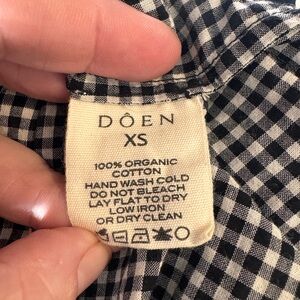 DÔEN
XS
100% ORGANIC
COTTON
HAND WASH COLD
DO NOT BLEACH
LAY FLAT TO DRY
LOW IRON
OR DRY CLEAN